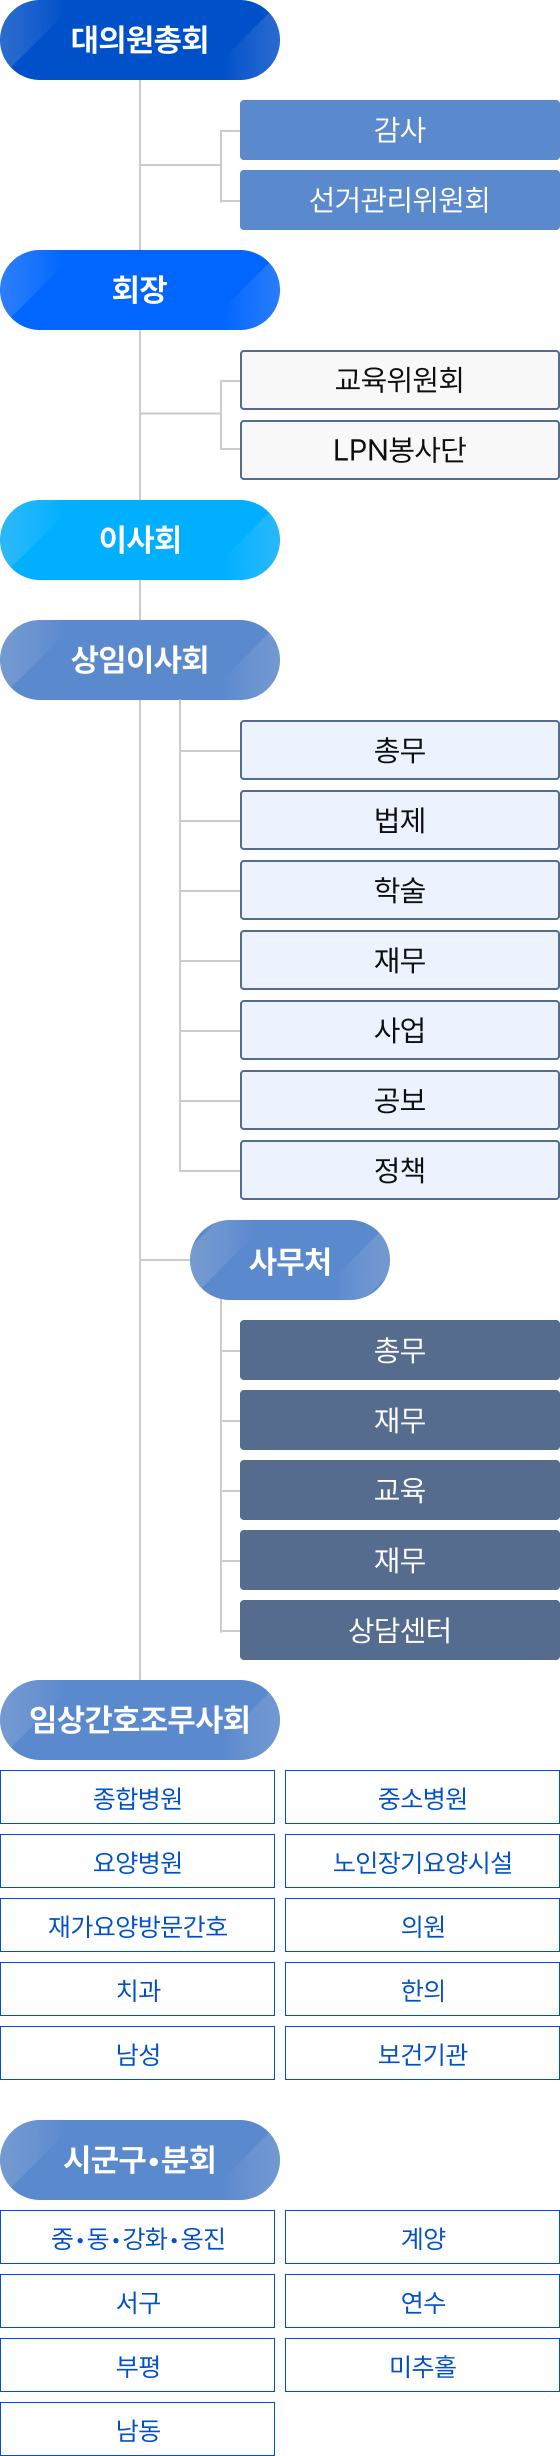 대의원총회
감사
선거관리위원회
회장
교육위원회
LPN봉사단
이사회
상임이사회
총무
법제
학술
재무
사업
공보
정책
사무처
총무
재무
교육
재무
상담센터
임상간호조무사회
종합병원
중소병원
요양병원
노인장기요양시설
재가요양방문간호
의원
치과
한의
남성
보건기관
시군구•분회
중•동•강화•옹진
계양
서구
연수
부평
미추홀
남동